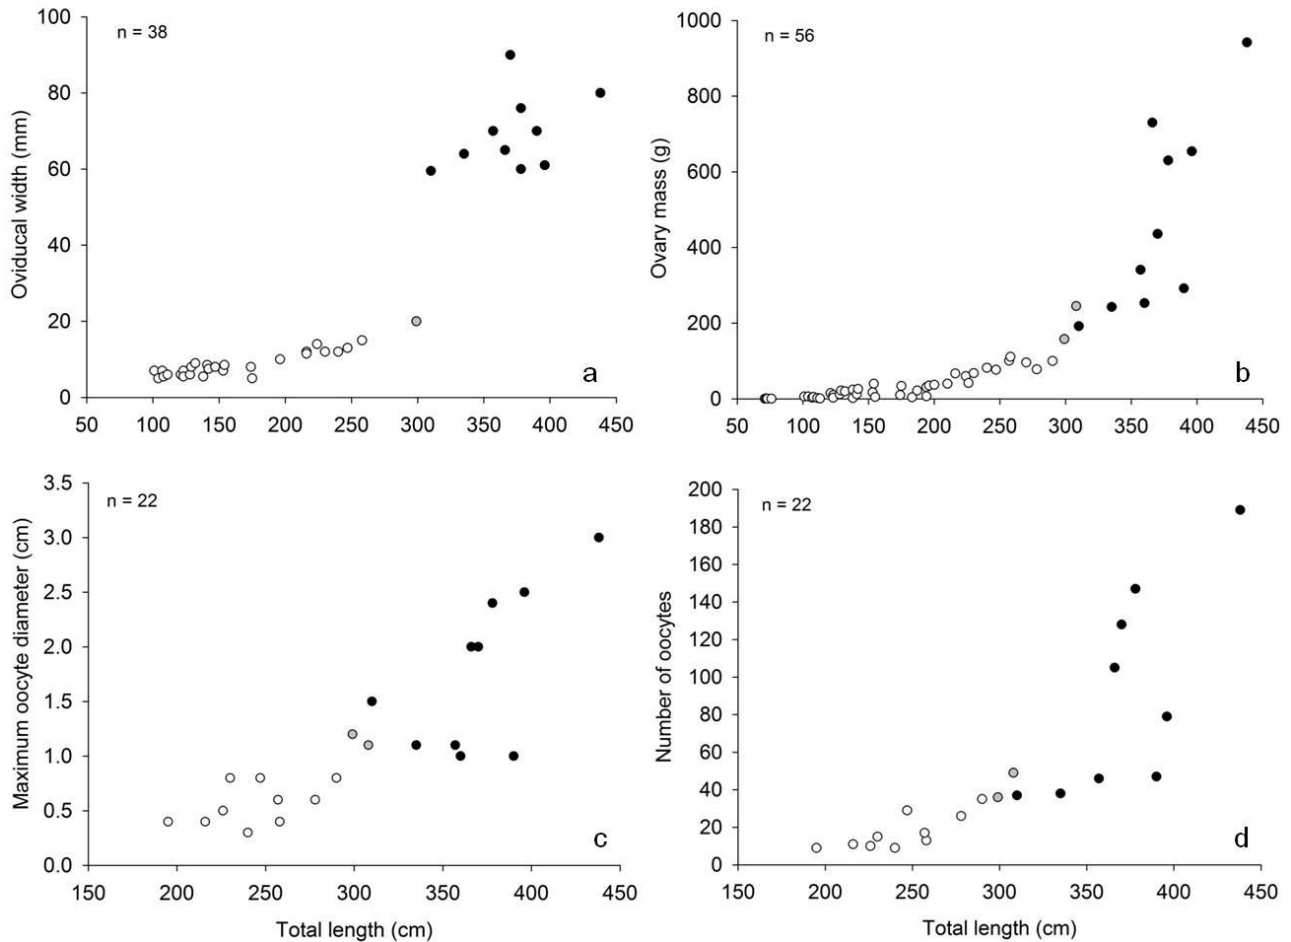 n = 38
100
80
60
40
20
0
Oviducal width (mm)
50 100 150 200 250 300 350 400 450
a
n = 56
1000
800
600
400
200
0
Ovary mass (g)
50 100 150 200 250 300 350 400 450
b
n = 22
3.5
3.0
2.5
2.0
1.5
1.0
0.5
0.0
Maximum oocyte diameter (cm)
150 200 250 300 350 400 450
Total length (cm)
c
n = 22
200
180
160
140
120
100
80
60
40
20
0
Number of oocytes
150 200 250 300 350 400 450
Total length (cm)
d